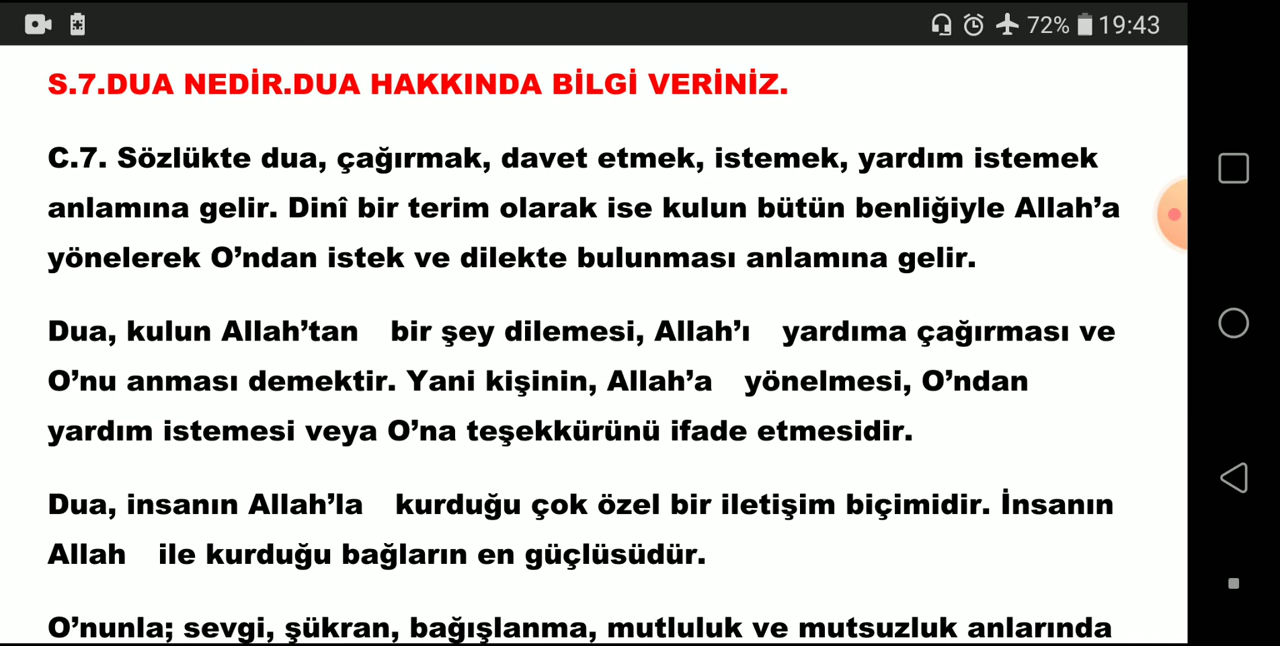 72% 19:43
S.7.DUA NEDİR.DUA HAKKINDA BİLGİ VERİNİZ.
C.7. Sözlükte dua, çağırmak, davet etmek, istemek, yardım istemek
anlamına gelir. Dinî bir terim olarak ise kulun bütün benliğiyle Allah’a
yönelerek O’ndan istek ve dilekte bulunması anlamına gelir.
Dua, kulun Allah’tan bir şey dilemesi, Allah’ı yardıma çağırması ve
O’nu anması demektir. Yani kişinin, Allah’a yönelmesi, O’ndan
yardım istemesi veya O’na teşekkürünü ifade etmesidir.
Dua, insanın Allah’la kurduğu çok özel bir iletişim biçimidir. İnsanın
Allah ile kurduğu bağların en güçlüsüdür.
O’nunla; sevgi, şükran, bağışlanma, mutluluk ve mutsuzluk anlarında